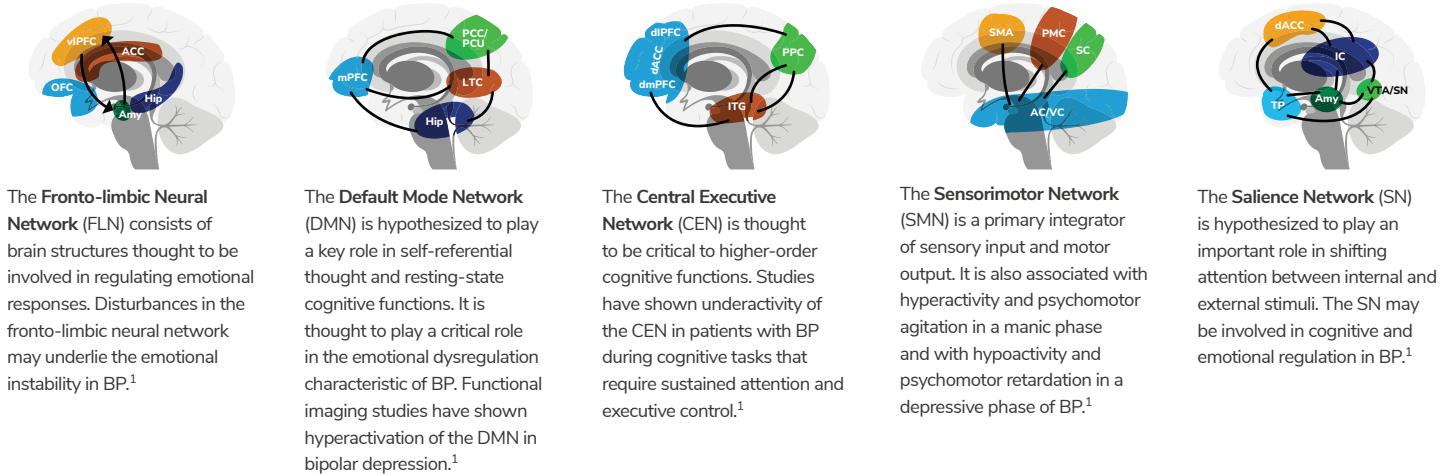 vlPFC
ACC
OFC
Hip
Amy
PCC/
PCU
mPFC
LTC
Hip
dlPFC
dACC
PPC
dmPFC
ITG
SMA
PMC
SC
AC/VC
dACC
IC
VTA/SN
TP
Amy
The Fronto-limbic Neural
Network (FLN) consists of
brain structures thought to be
involved in regulating emotional
responses. Disturbances in the
fronto-limbic neural network
may underlie the emotional
instability in BP.1
The Default Mode Network
(DMN) is hypothesized to play
a key role in self-referential
thought and resting-state
cognitive functions. It is
thought to play a critical role
in the emotional dysregulation
characteristic of BP. Functional
imaging studies have shown
hyperactivation of the DMN in
bipolar depression.1
The Central Executive
Network (CEN) is thought
to be critical to higher-order
cognitive functions. Studies
have shown underactivity of
the CEN in patients with BP
during cognitive tasks that
require sustained attention and
executive control.1
The Sensorimotor Network
(SMN) is a primary integrator
of sensory input and motor
output. It is also associated with
hyperactivity and psychomotor
agitation in a manic phase
and with hypoactivity and
psychomotor retardation in a
depressive phase of BP.1
The Salience Network (SN)
is hypothesized to play an
important role in shifting
attention between internal and
external stimuli. The SN may
be involved in cognitive and
emotional regulation in BP.1